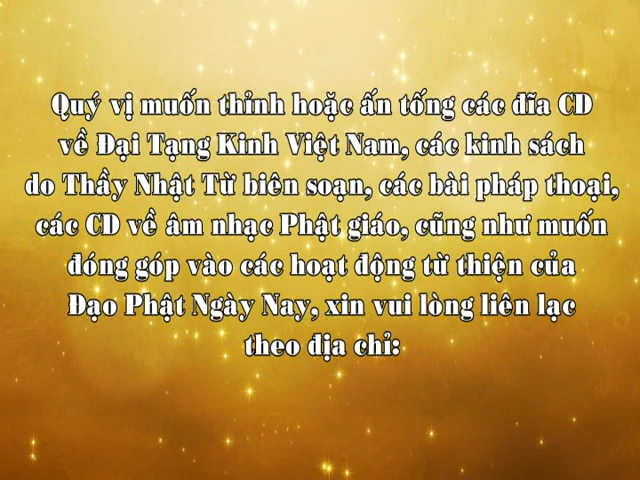 Quý vị muốn thỉnh hoặc ấn tống các đĩa CD
về Đại Tạng Kinh Việt Nam, các kinh sách
do Thầy Nhật Từ biên soạn, các bài pháp thoại,
các CD về âm nhạc Phật giáo, cũng như muốn
đóng góp vào các hoạt động từ thiện của
Đạo Phật Ngày Nay, xin vui lòng liên lạc
theo địa chỉ: